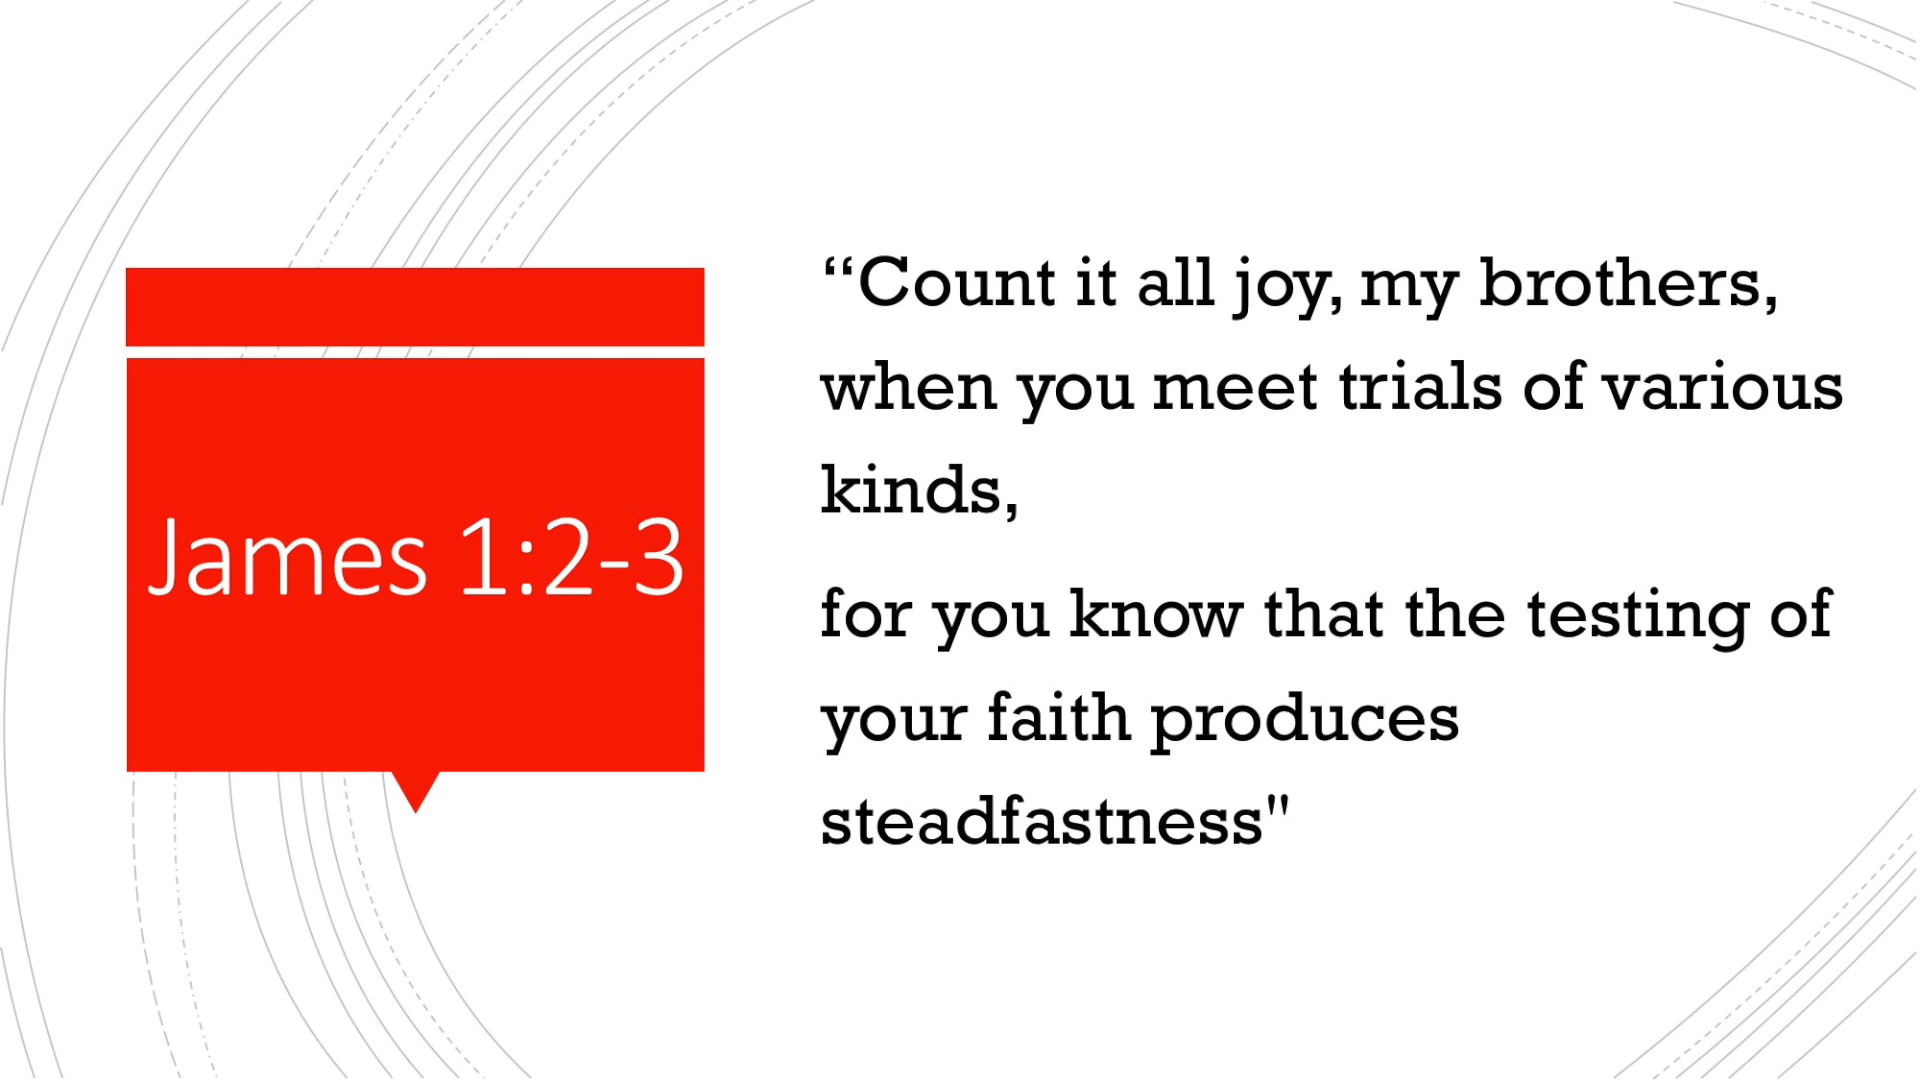 James 1:2-3
“Count it all joy, my brothers,
when you meet trials of various
kinds,
for you know that the testing of
your faith produces
steadfastness"